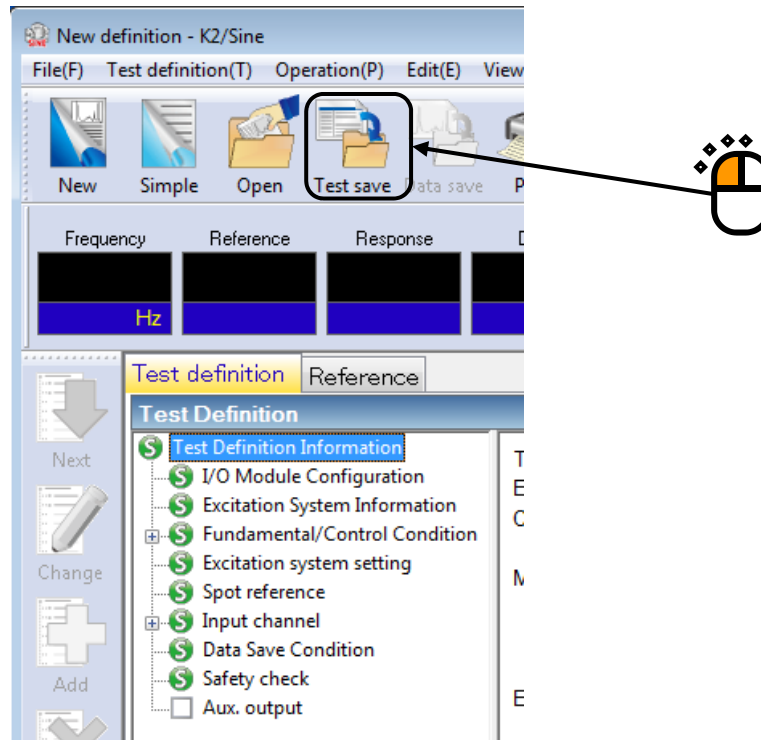 New definition - K2/Sine
File(F) Test definition(T) Operation(P) Edit(E) View
New Simple Open Test save Data save P
Frequency Reference Response D
Hz
Test definition Reference
Test Definition
Test Definition Information
I/O Module Configuration
Excitation System Information
Fundamental/Control Condition
Excitation system setting
Spot reference
Input channel
Data Save Condition
Safety check
Aux. output
Next
Change
Add
T
E
M
E